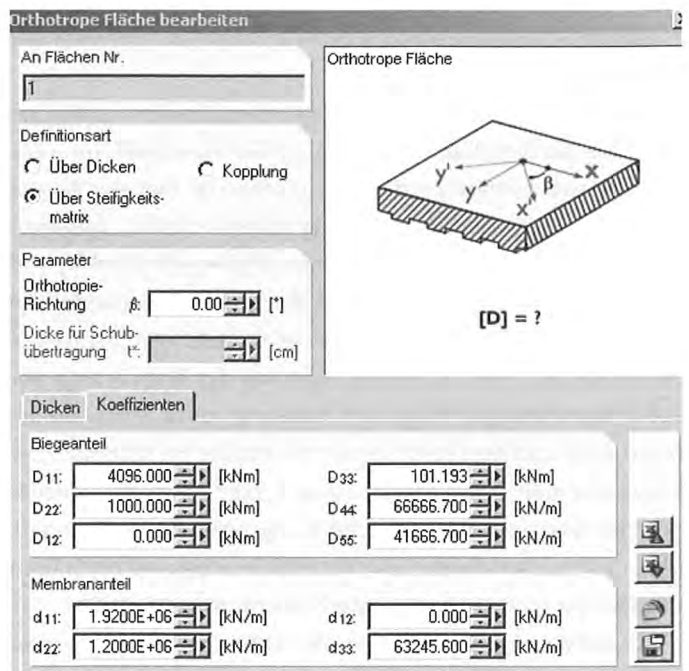 Orthotrope Fläche bearbeiten
An Flächen Nr.
1
Definitionsart
Über Dicken
Kopplung
Über Steifigkeits-
matrix
Parameter
Orthotropie-
Richtung β: 0.00 [°]
Dicke für Schub-
übertragung t*: [cm]
Orthotrope Fläche
y' y x" β x
[D] = ?
Dicken Koeffizienten
Biegeanteil
D11: 4096.000 [kNm] D33: 101.193 [kNm]
D22: 1000.000 [kNm] D44: 66666.700 [kN/m]
D12: 0.000 [kNm] D55: 41666.700 [kN/m]
Membrananteil
d11: 1.9200E+06 [kN/m] d12: 0.000 [kN/m]
d22: 1.2000E+06 [kN/m] d33: 63245.600 [kN/m]